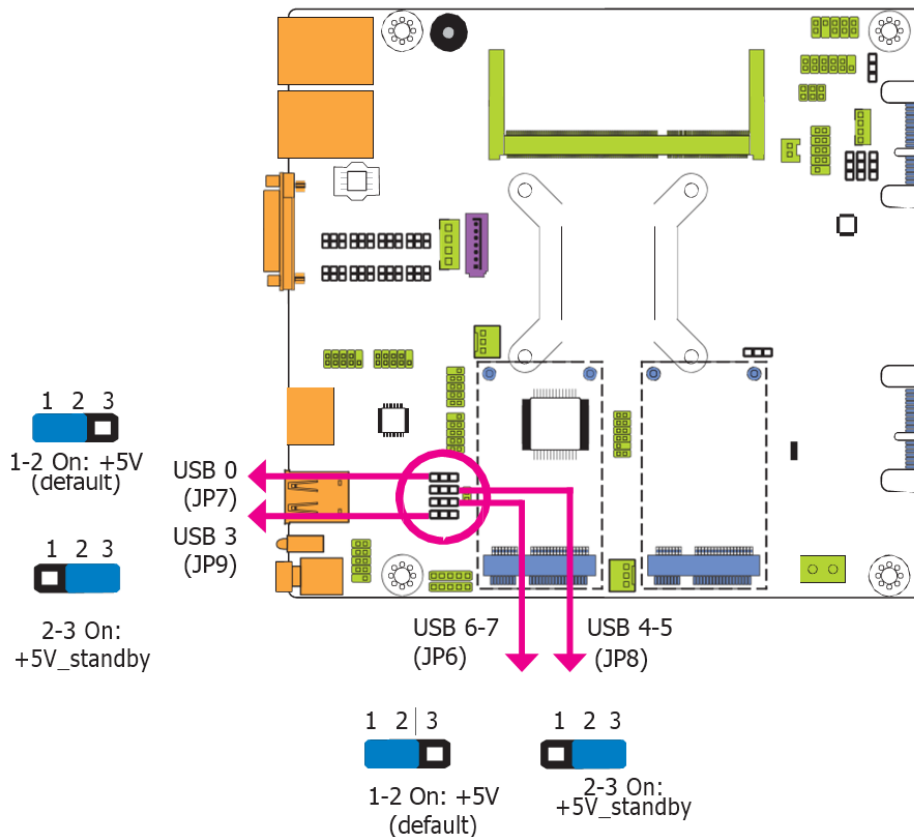 1 2 3
1-2 On: +5V
(default)
1 2 3
2-3 On:
+5V_standby
USB 0
(JP7)
USB 3
(JP9)
USB 6-7
(JP6)
USB 4-5
(JP8)
1 2 3
1-2 On: +5V
(default)
1 2 3
2-3 On:
+5V_standby